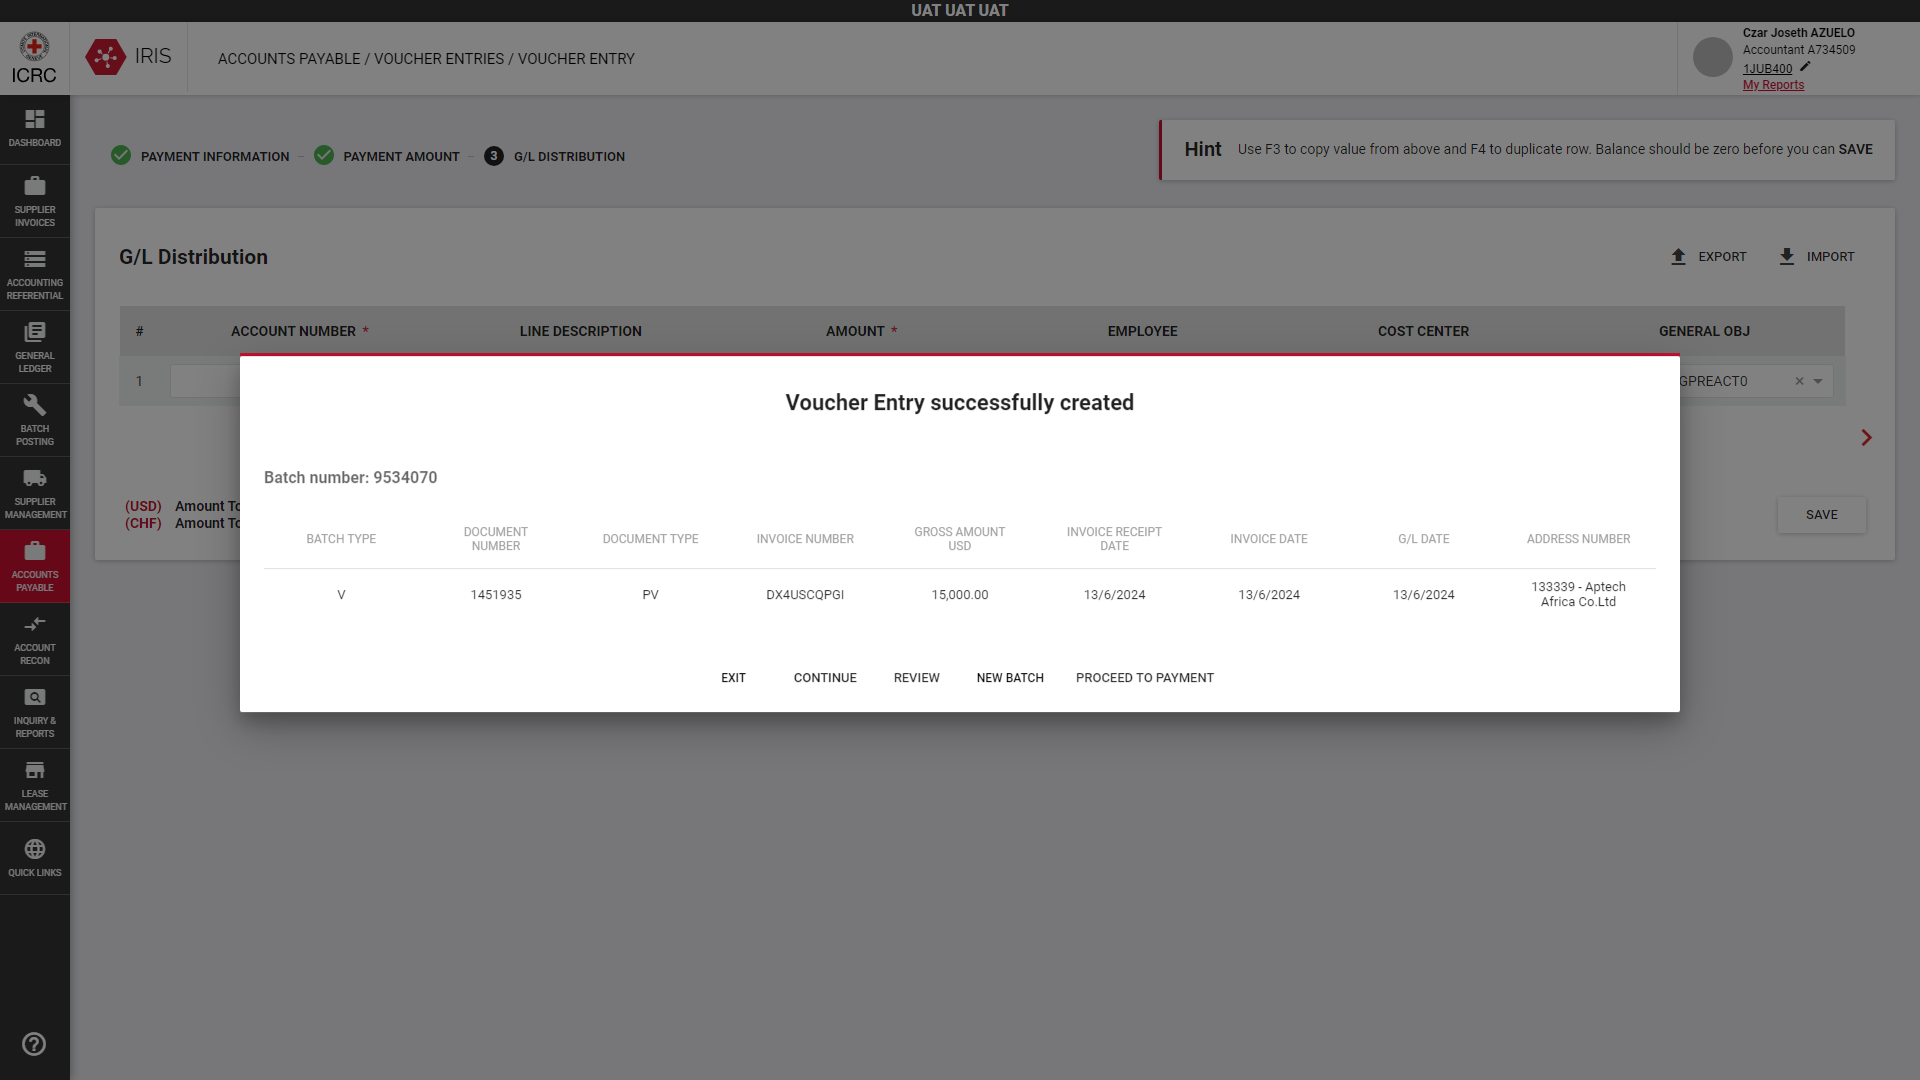 UAT UAT UAT
ICRC
IRIS
ACCOUNTS PAYABLE / VOUCHER ENTRIES / VOUCHER ENTRY
Czar Joseth AZUELO
Accountant A734509
1JUB400
My Reports
DASHBOARD
SUPPLIER
INVOICES
ACCOUNTING
REFERENTIAL
GENERAL
LEDGER
BATCH
POSTING
SUPPLIER
MANAGEMENT
ACCOUNTS
PAYABLE
ACCOUNT
RECON
INQUIRY &
REPORTS
LEASE
MANAGEMENT
QUICK LINKS
PAYMENT INFORMATION
PAYMENT AMOUNT
3 G/L DISTRIBUTION
Hint Use F3 to copy value from above and F4 to duplicate row. Balance should be zero before you can SAVE
G/L Distribution
EXPORT IMPORT
# ACCOUNT NUMBER * LINE DESCRIPTION AMOUNT * EMPLOYEE COST CENTER GENERAL OBJ
1 GPREACT0
(USD) Amount To
(CHF) Amount To
SAVE
Voucher Entry successfully created
Batch number: 9534070
BATCH TYPE DOCUMENT NUMBER DOCUMENT TYPE INVOICE NUMBER GROSS AMOUNT USD INVOICE RECEIPT DATE INVOICE DATE G/L DATE ADDRESS NUMBER
V 1451935 PV DX4USCQPGI 15,000.00 13/6/2024 13/6/2024 13/6/2024 133339 - Aptech Africa Co.Ltd
EXIT CONTINUE REVIEW NEW BATCH PROCEED TO PAYMENT